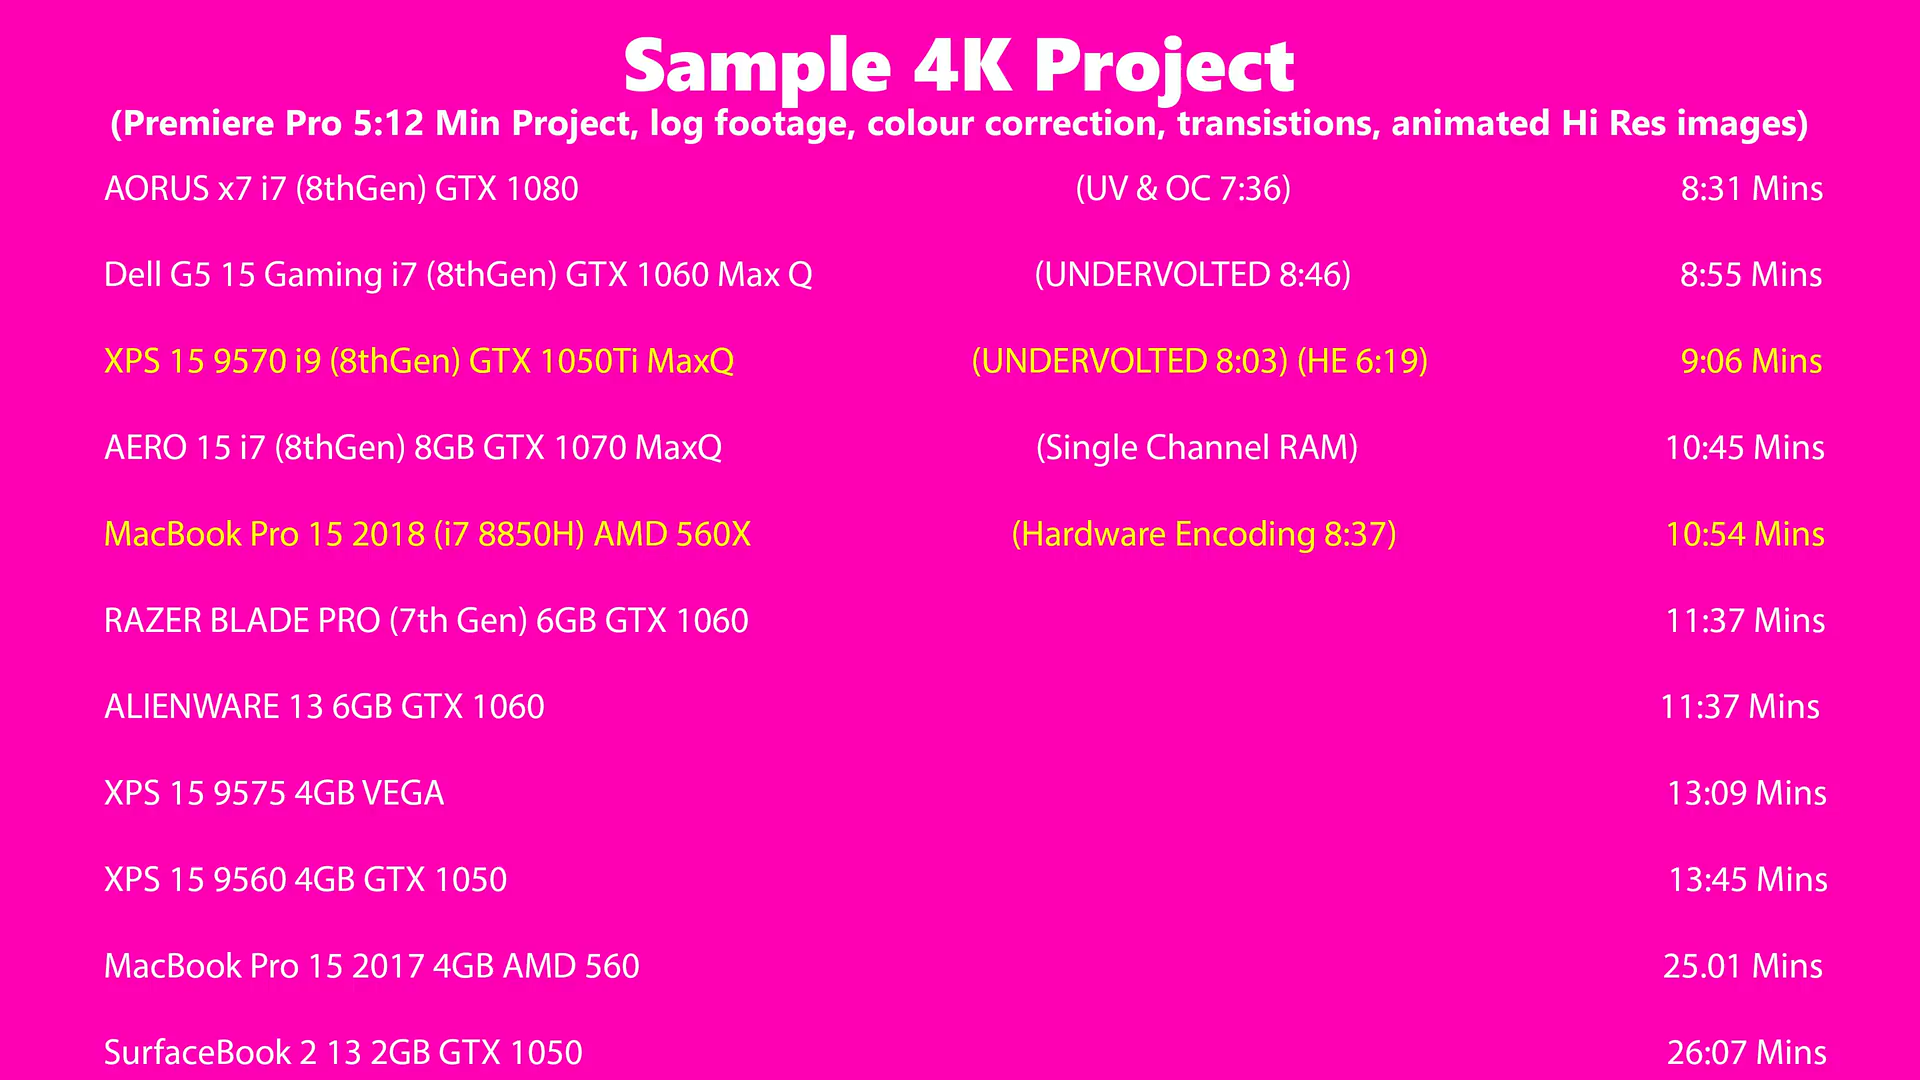 Sample 4K Project
(Premiere Pro 5:12 Min Project, log footage, colour correction, transistions, animated Hi Res images)
AORUS x7 i7 (8thGen) GTX 1080 (UV & OC 7:36) 8:31 Mins
Dell G5 15 Gaming i7 (8thGen) GTX 1060 Max Q (UNDERVOLTED 8:46) 8:55 Mins
XPS 15 9570 i9 (8thGen) GTX 1050Ti MaxQ (UNDERVOLTED 8:03) (HE 6:19) 9:06 Mins
AERO 15 i7 (8thGen) 8GB GTX 1070 MaxQ (Single Channel RAM) 10:45 Mins
MacBook Pro 15 2018 (i7 8850H) AMD 560X (Hardware Encoding 8:37) 10:54 Mins
RAZER BLADE PRO (7th Gen) 6GB GTX 1060 11:37 Mins
ALIENWARE 13 6GB GTX 1060 11:37 Mins
XPS 15 9575 4GB VEGA 13:09 Mins
XPS 15 9560 4GB GTX 1050 13:45 Mins
MacBook Pro 15 2017 4GB AMD 560 25.01 Mins
SurfaceBook 2 13 2GB GTX 1050 26:07 Mins